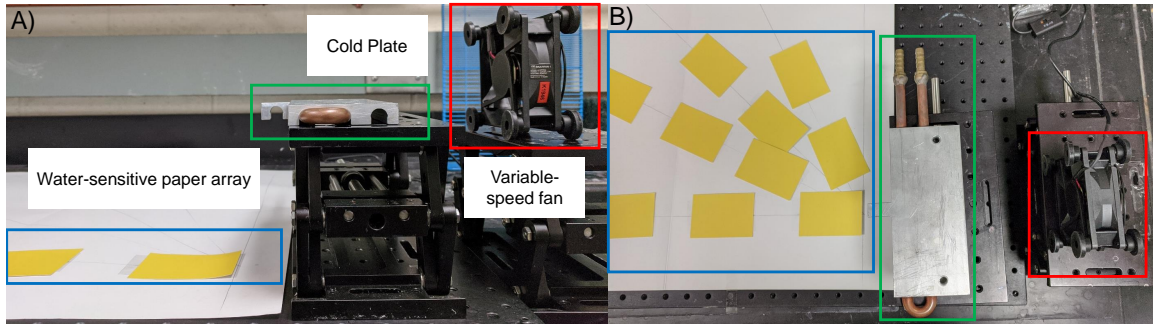 A)
Cold Plate
Water-sensitive paper array
Variable-
speed fan
B)